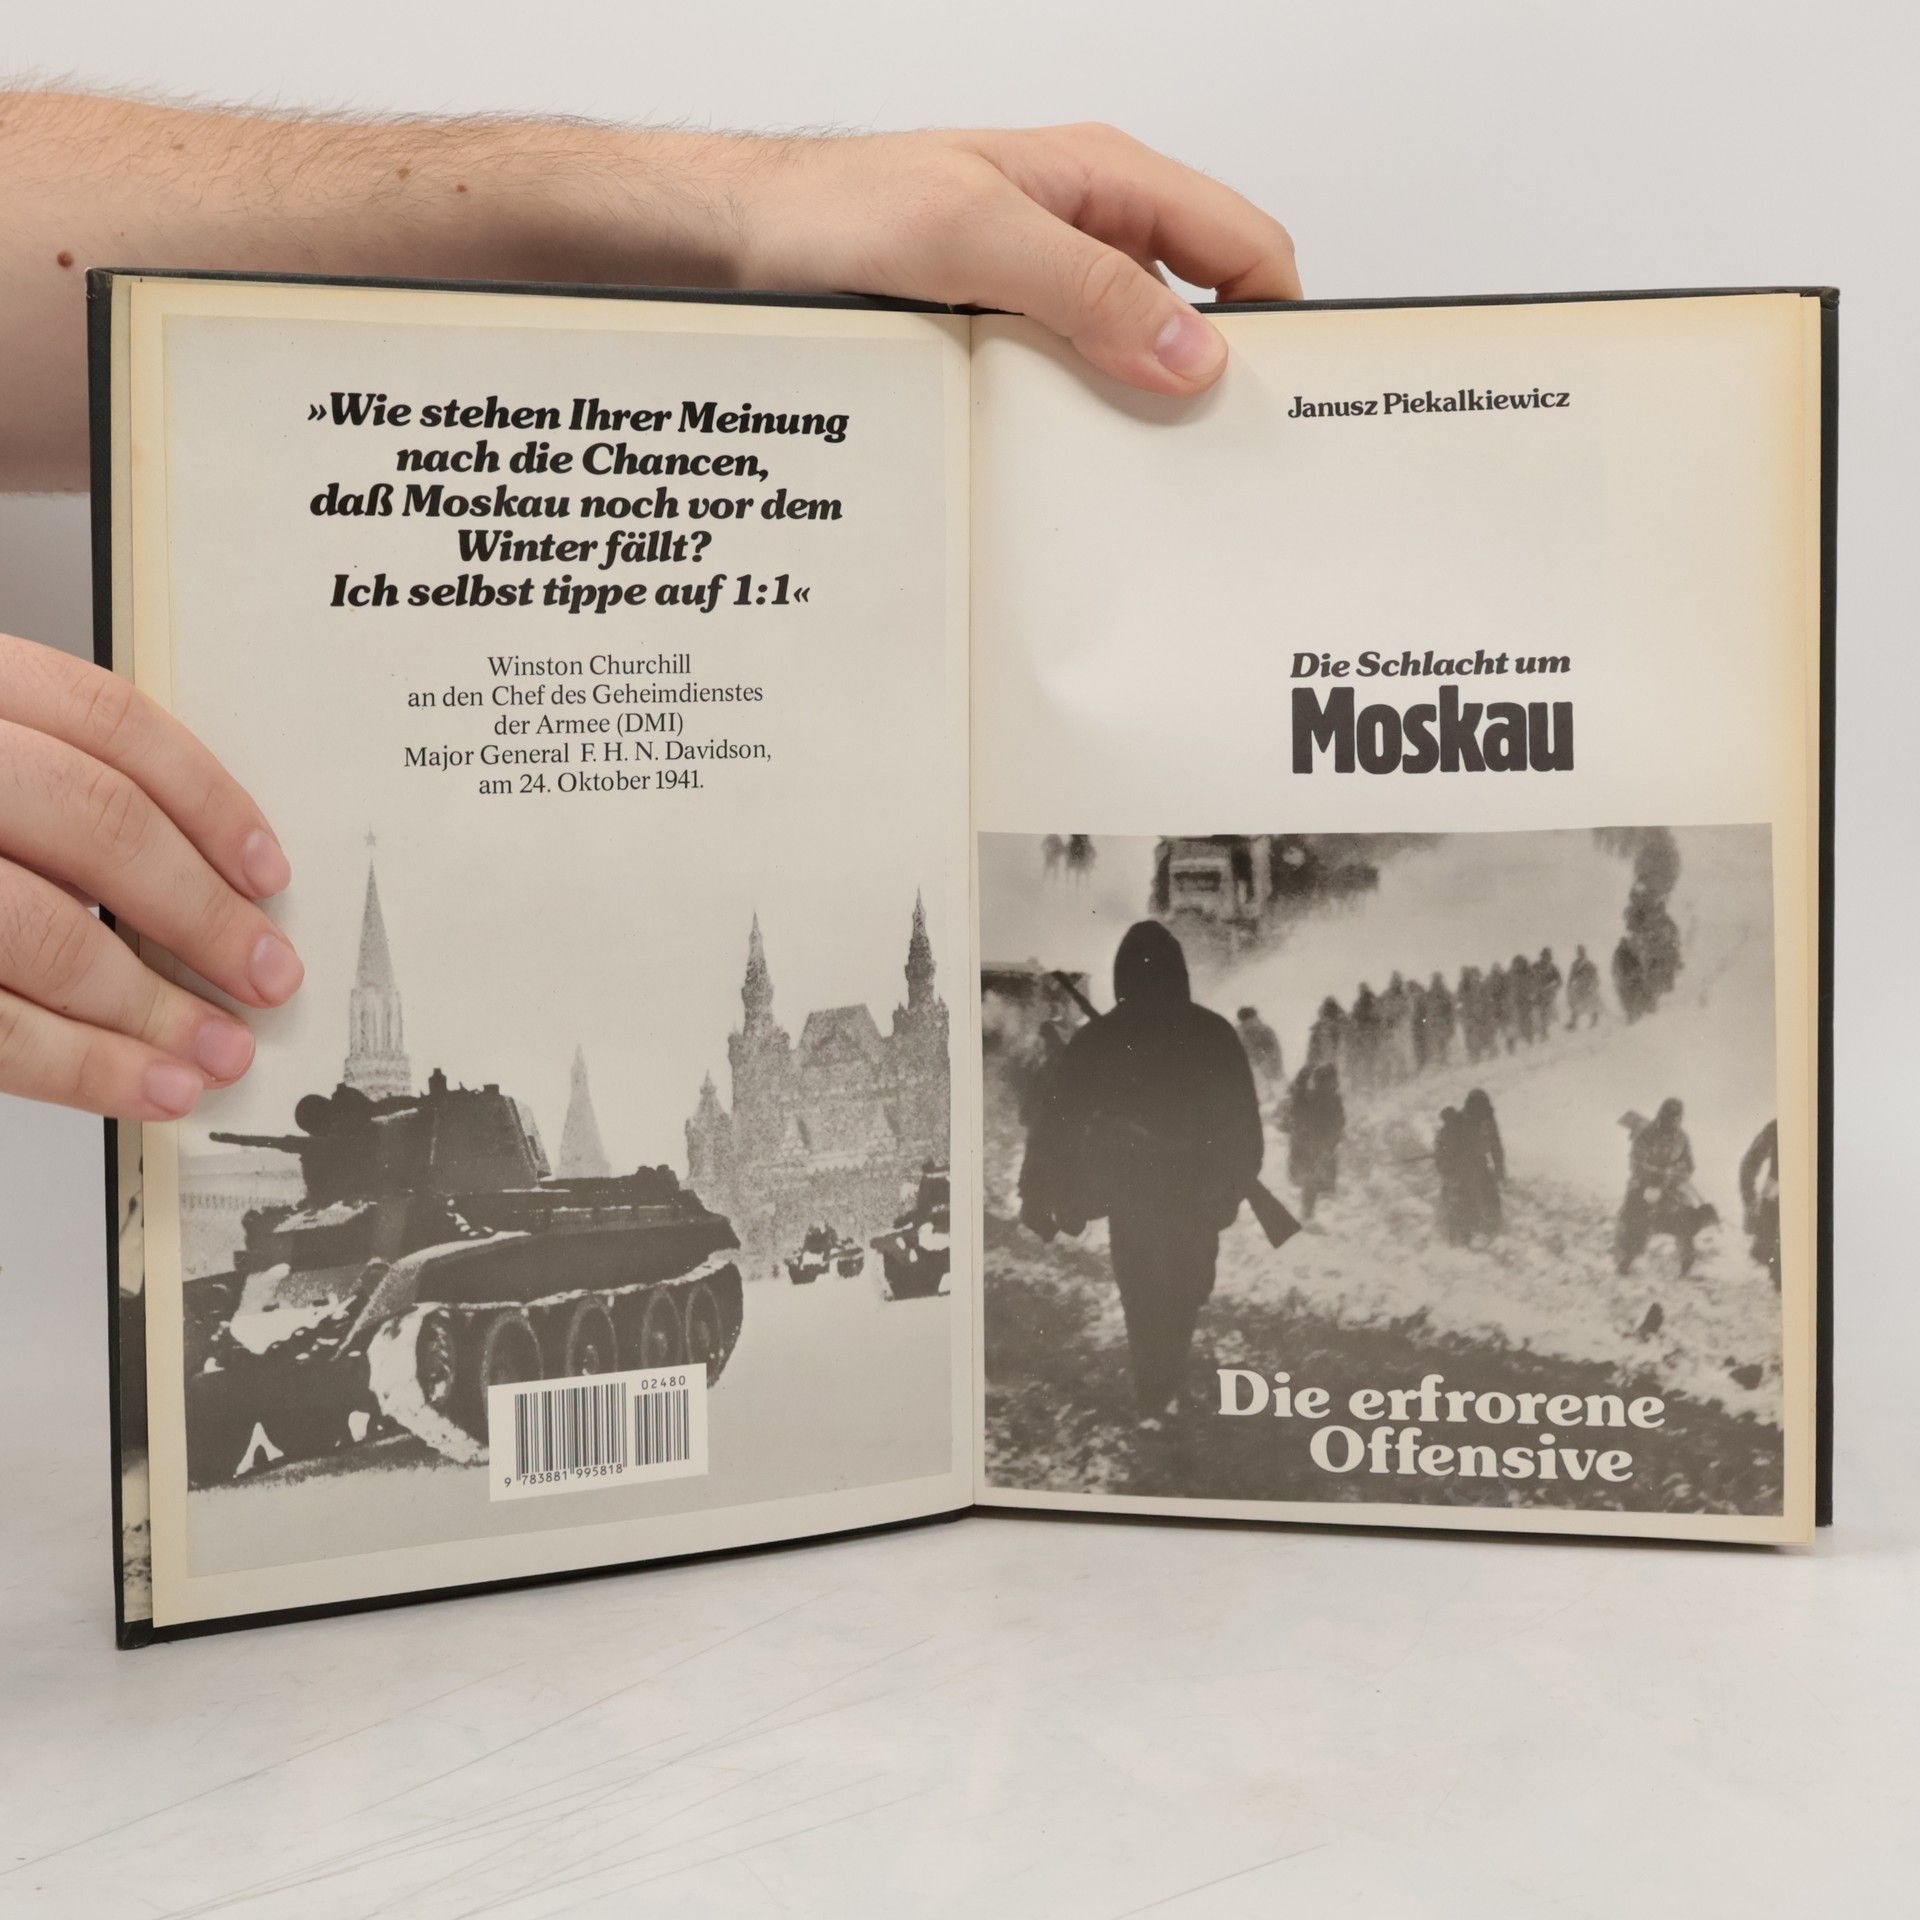 »Wie stehen Ihrer Meinung
nach die Chancen,
daß Moskau noch vor dem
Winter fällt?
Ich selbst tippe auf 1:1«
Winston Churchill
an den Chef des Geheimdienstes
der Armee (DMI)
Major General F. H. N. Davidson,
am 24. Oktober 1941.
02480
9 783881 995818
Janusz Piekalkiewicz
Die Schlacht um
Moskau
Die erfrorene
Offensive